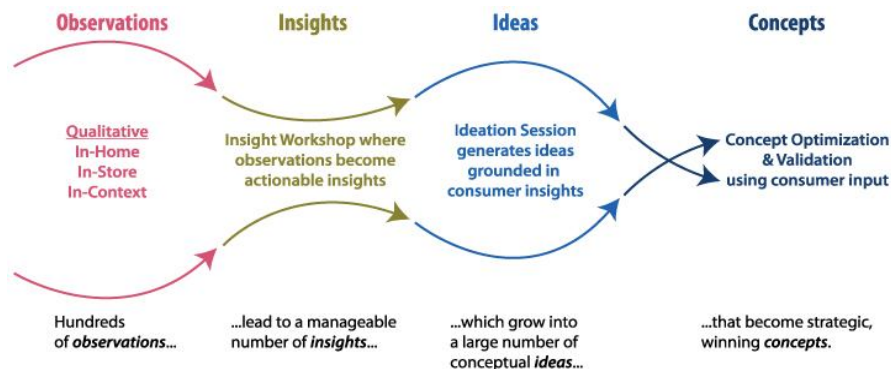 Observations
Insights
Ideas
Concepts
Qualitative
In-Home
In-Store
In-Context
Insight Workshop where
observations become
actionable insights
Ideation Session
generates ideas
grounded in
consumer insights
Concept Optimization
& Validation
using consumer input
Hundreds
of observations...
...lead to a manageable
number of insights...
...which grow into
a large number of
conceptual ideas...
...that become strategic,
winning concepts.